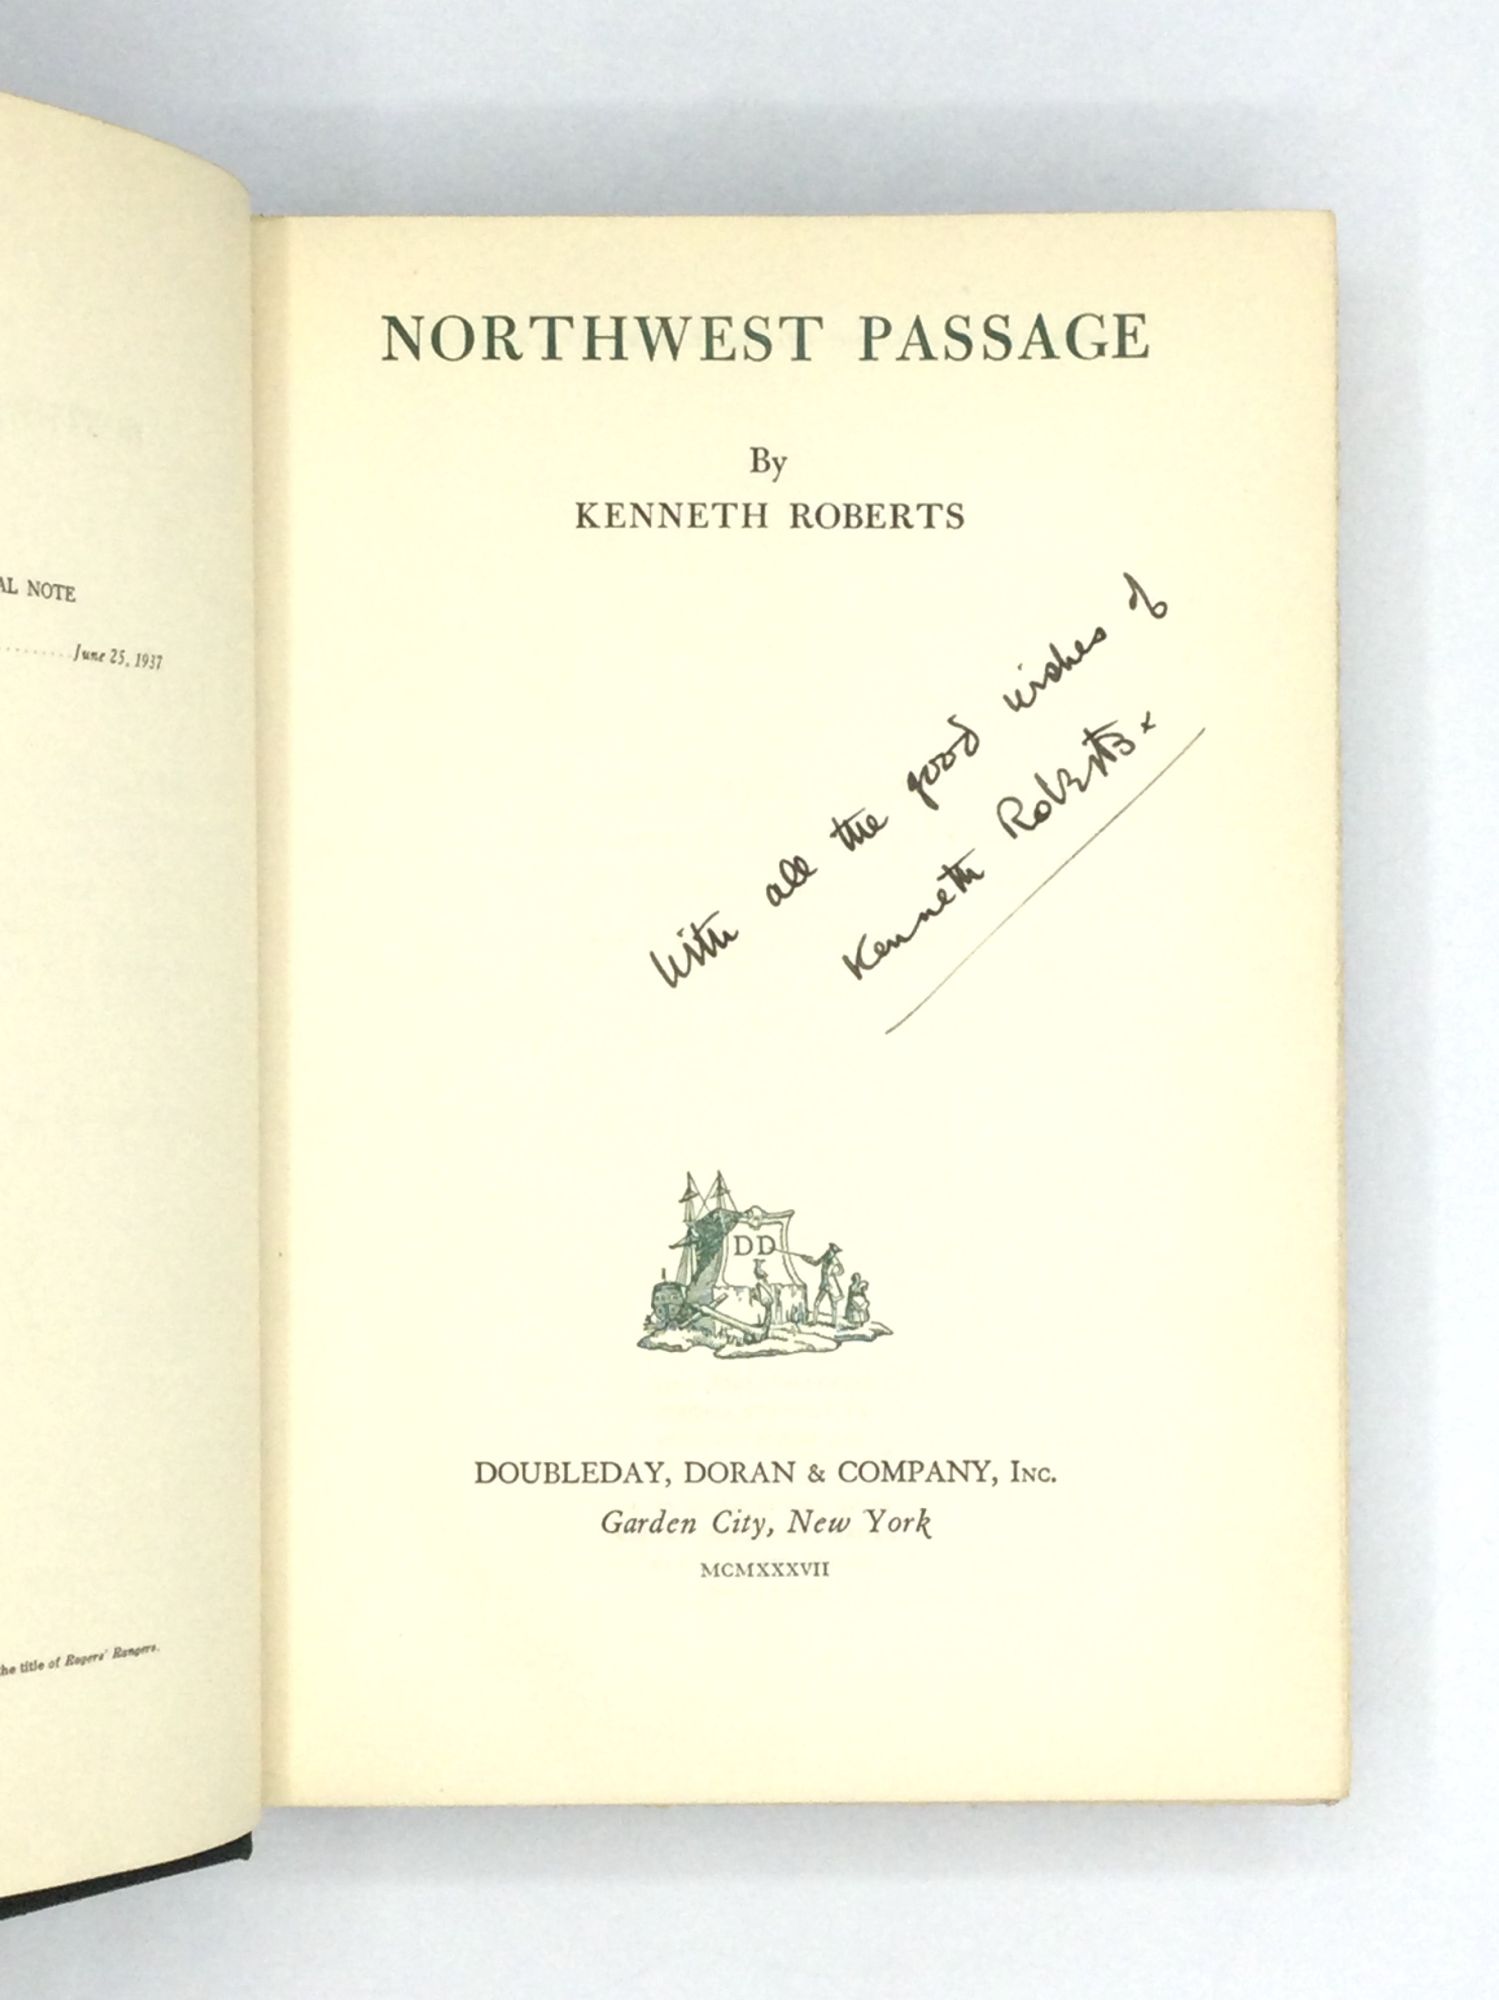 AL NOTE
.........June 25, 1937
the title of Rogers' Rangers.
NORTHWEST PASSAGE
By
KENNETH ROBERTS
With all the good wishes of
Kenneth Roberts.
DD
DOUBLEDAY, DORAN & COMPANY, INC.
Garden City, New York
MCMXXXVII